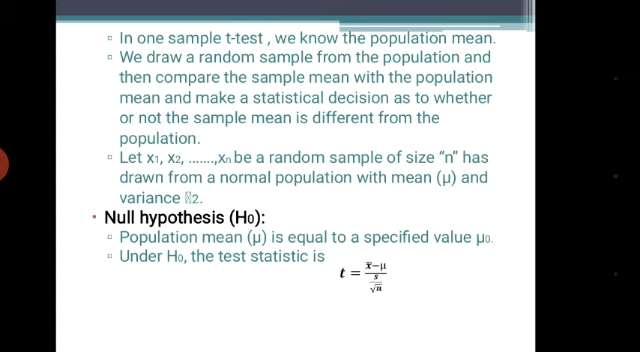 ▫ In one sample t-test , we know the population mean.
▫ We draw a random sample from the population and
then compare the sample mean with the population
mean and make a statistical decision as to whether
or not the sample mean is different from the
population.
▫ Let x1, x2, .......,xn be a random sample of size “n” has
drawn from a normal population with mean (μ) and
variance 2.
• Null hypothesis (H0):
▫ Population mean (μ) is equal to a specified value μ0.
▫ Under H0, the test statistic is
t = x̅−μ / s/√n